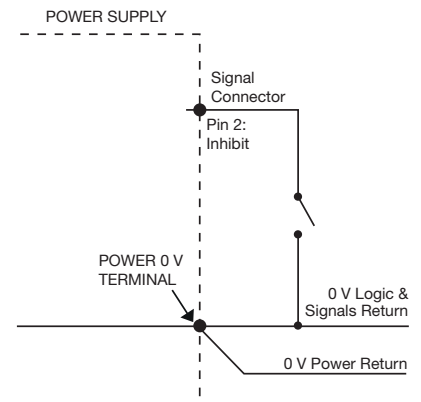 POWER SUPPLY
Signal
Connector
Pin 2:
Inhibit
POWER 0 V
TERMINAL
0 V Logic &
Signals Return
0 V Power Return